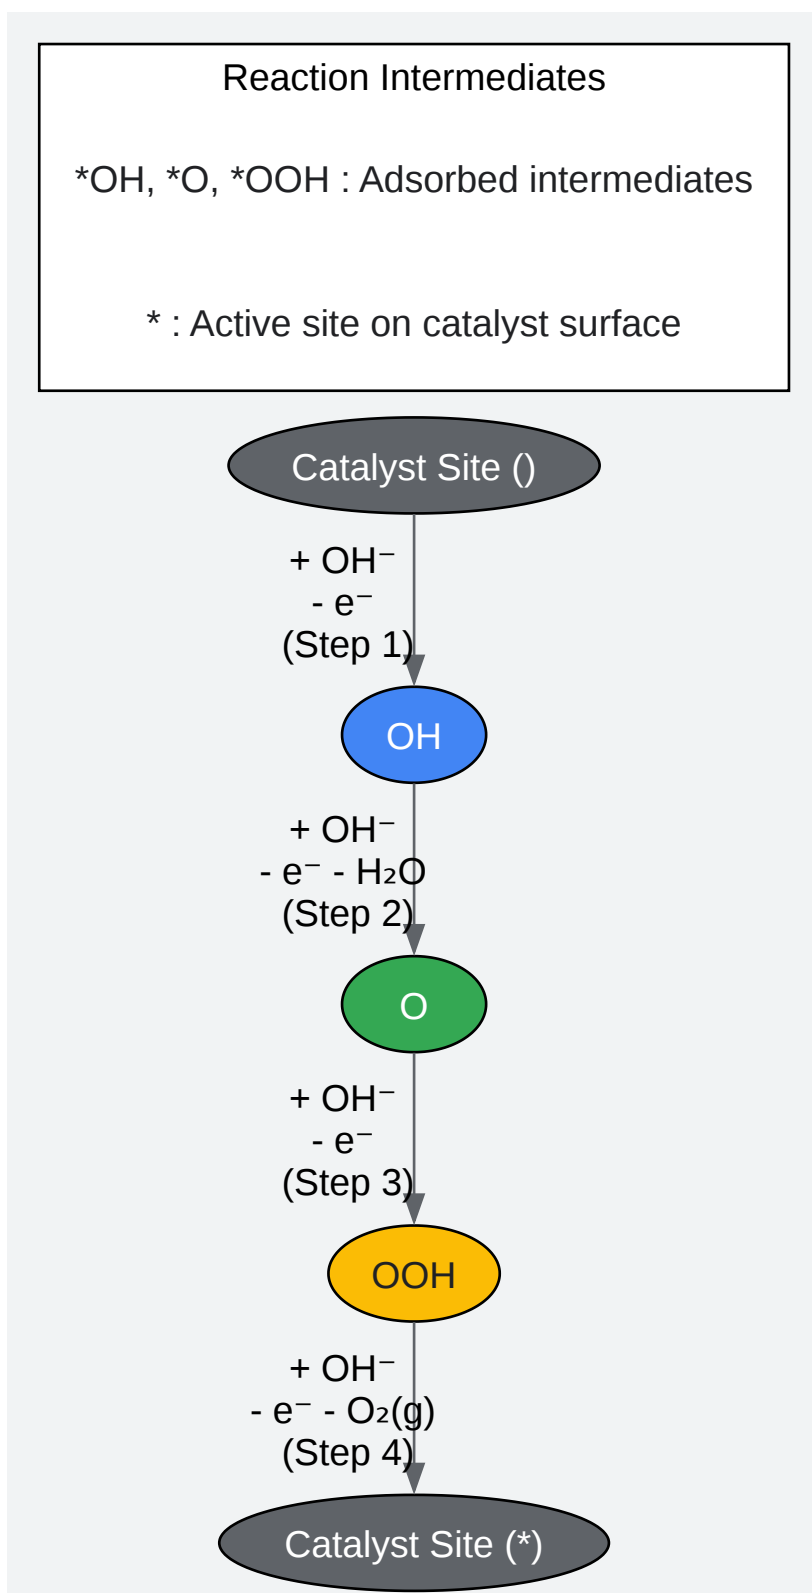 Reaction Intermediates
*OH, *O, *OOH : Adsorbed intermediates
* : Active site on catalyst surface
Catalyst Site ()
+ OH⁻
- e⁻
(Step 1)
OH
+ OH⁻
- e⁻ - H₂O
(Step 2)
O
+ OH⁻
- e⁻
(Step 3)
OOH
+ OH⁻
- e⁻ - O₂(g)
(Step 4)
Catalyst Site (*)